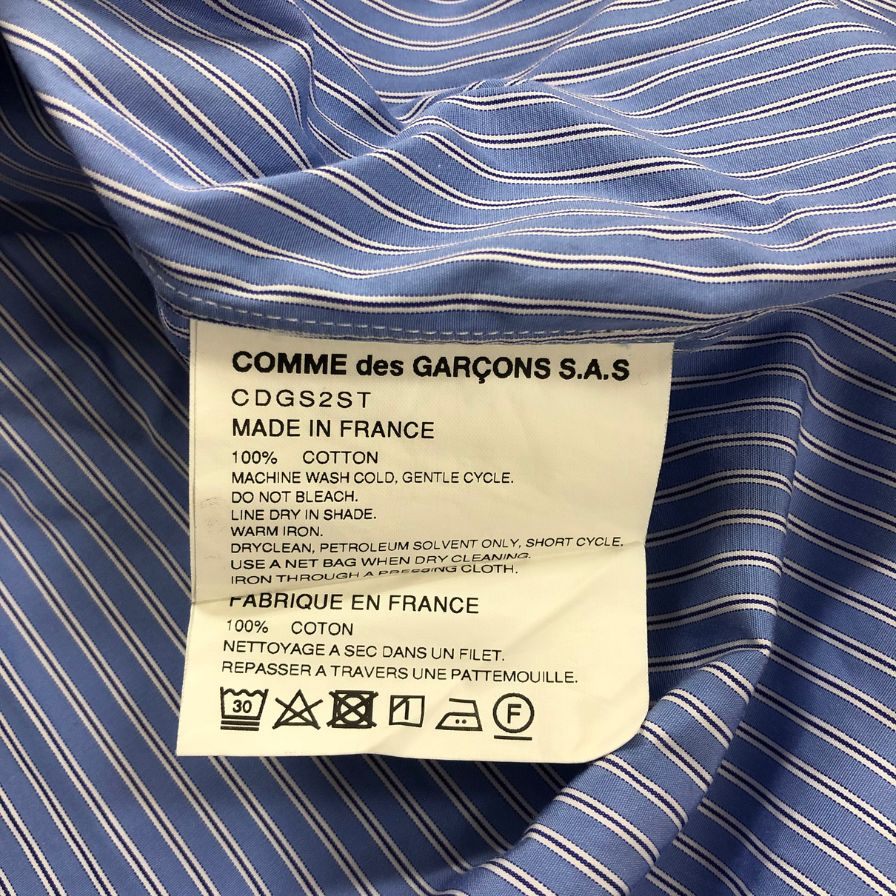 COMME des GARÇONS S.A.S
CDGS2ST
MADE IN FRANCE
100% COTTON
MACHINE WASH COLD, GENTLE CYCLE.
DO NOT BLEACH.
LINE DRY IN SHADE.
WARM IRON.
DRYCLEAN, PETROLEUM SOLVENT ONLY, SHORT CYCLE.
USE A NET BAG WHEN DRY CLEANING.
IRON THROUGH A PRESSING CLOTH.
FABRIQUE EN FRANCE
100% COTON
NETTOYAGE A SEC DANS UN FILET.
REPASSER A TRAVERS UNE PATTEMOUILLE.
30 F